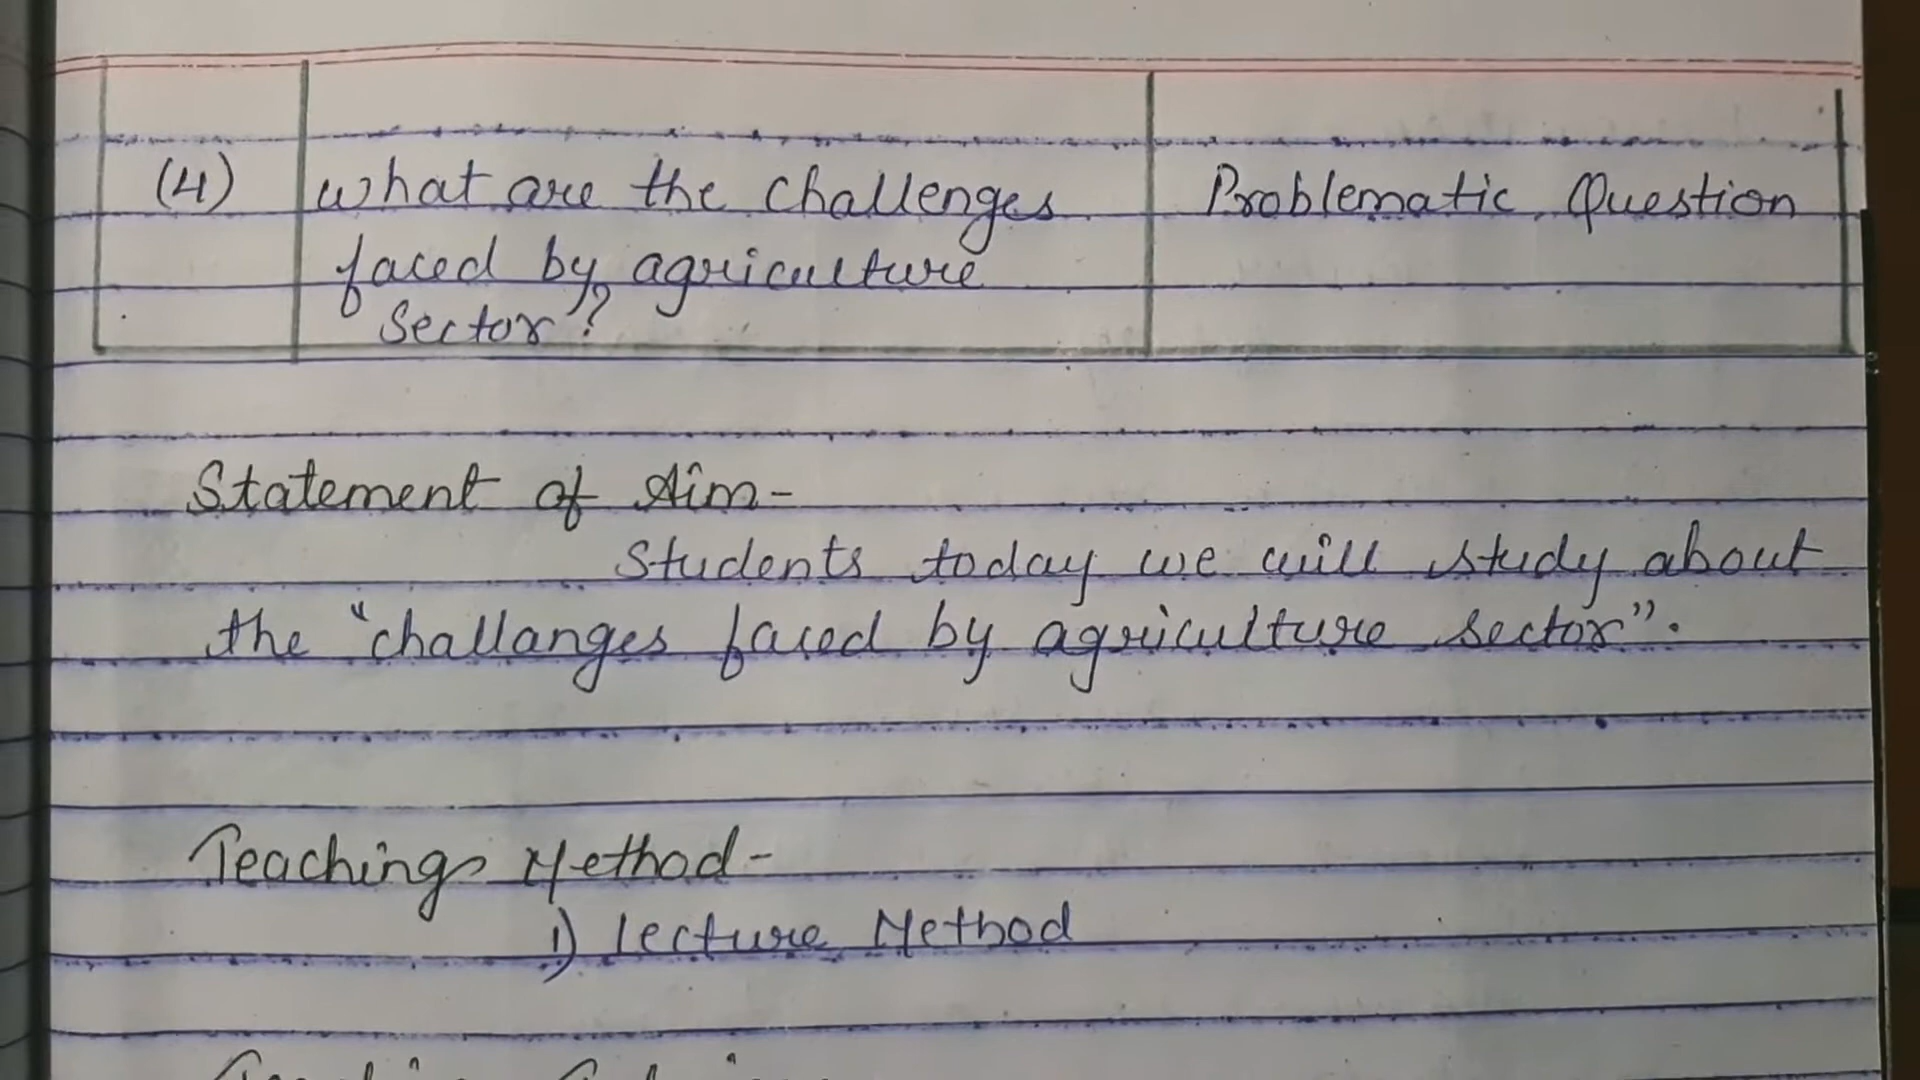 (4) What are the challenges Problematic Question
faced by agriculture
Sector?
Statement of Aim-
Students today we will study about
the "challanges faced by agriculture sector".
Teaching Method-
1) Lecture Method